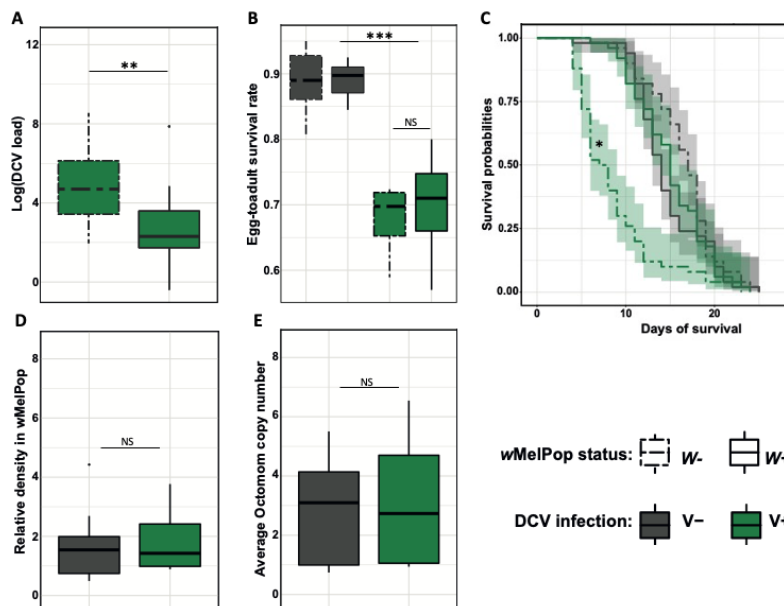 A
12
8
4
0
Log(DCV load)
**
B
0.9
0.8
0.7
0.6
Egg-toadult survival rate
***
NS
C
1.00
0.75
0.50
0.25
0.00
Survival probabilities
*
0
10
20
Days of survival
D
8
6
4
2
0
Relative density in wMelPop
NS
E
8
6
4
2
0
Average Octomom copy number
NS
wMelPop status: W- W-
DCV infection: V− V-